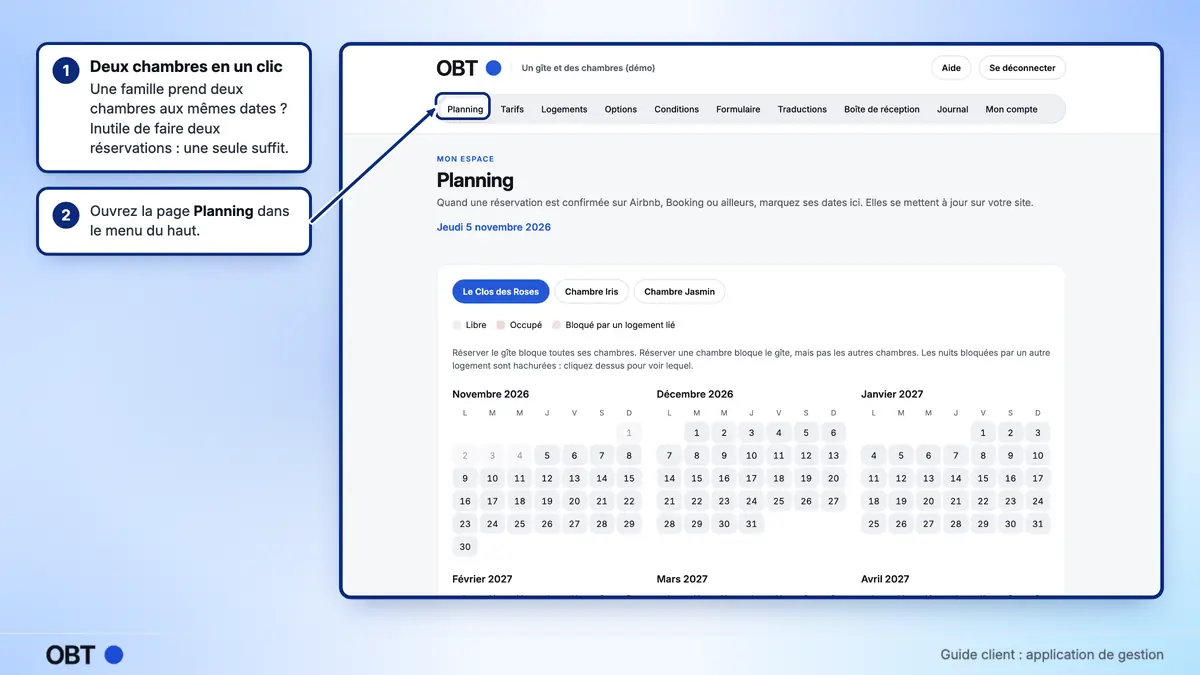 1
Deux chambres en un clic
Une famille prend deux
chambres aux mêmes dates ?
Inutile de faire deux
réservations : une seule suffit.
2
Ouvrez la page Planning dans
le menu du haut.
OBT
Un gîte et des chambres (démo)
Aide
Se déconnecter
Planning Tarifs Logements Options Conditions Formulaire Traductions Boîte de réception Journal Mon compte
MON ESPACE
Planning
Quand une réservation est confirmée sur Airbnb, Booking ou ailleurs, marquez ses dates ici. Elles se mettent à jour sur votre site.
Jeudi 5 novembre 2026
Le Clos des Roses Chambre Iris Chambre Jasmin
Libre Occupé Bloqué par un logement lié
Réserver le gîte bloque toutes ses chambres. Réserver une chambre bloque le gîte, mais pas les autres chambres. Les nuits bloquées par un autre
logement sont hachurées : cliquez dessus pour voir lequel.
Novembre 2026
L M M J V S D
1
2 3 4 5 6 7 8
9 10 11 12 13 14 15
16 17 18 19 20 21 22
23 24 25 26 27 28 29
30
Décembre 2026
L M M J V S D
1 2 3 4 5 6
7 8 9 10 11 12 13
14 15 16 17 18 19 20
21 22 23 24 25 26 27
28 29 30 31
Janvier 2027
L M M J V S D
1 2 3
4 5 6 7 8 9 10
11 12 13 14 15 16 17
18 19 20 21 22 23 24
25 26 27 28 29 30 31
Février 2027
Mars 2027
Avril 2027
OBT
Guide client : application de gestion